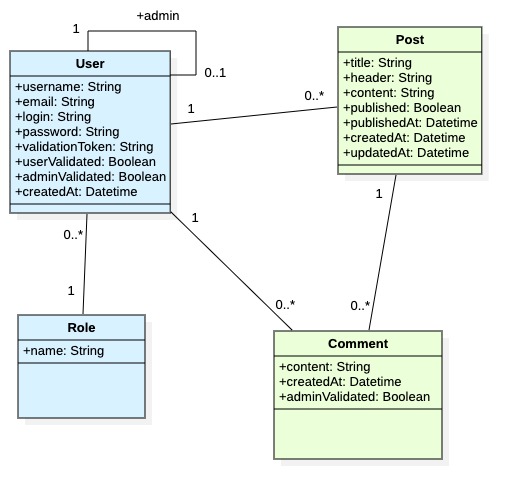 +admin
1
0..1
User
+username: String
+email: String
+login: String
+password: String
+validationToken: String
+userValidated: Boolean
+adminValidated: Boolean
+createdAt: Datetime
Post
+title: String
+header: String
+content: String
+published: Boolean
+publishedAt: Datetime
+createdAt: Datetime
+updatedAt: Datetime
1
0..*
0..*
1
1
0..*
1
0..*
Role
+name: String
Comment
+content: String
+createdAt: Datetime
+adminValidated: Boolean